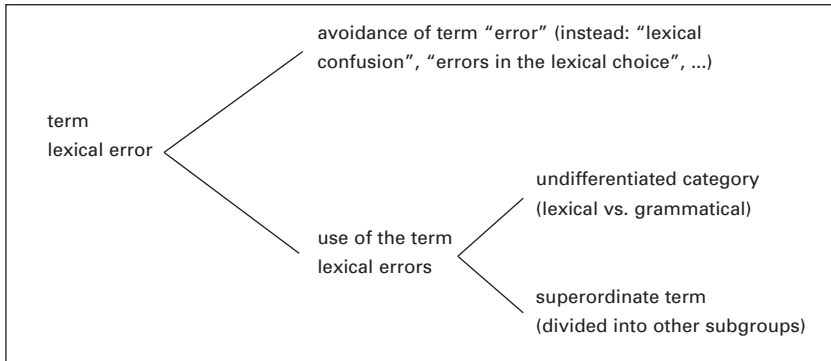 avoidance of term “error” (instead: “lexical
confusion”, “errors in the lexical choice”, ...)
term
lexical error
undifferentiated category
(lexical vs. grammatical)
use of the term
lexical errors
superordinate term
(divided into other subgroups)